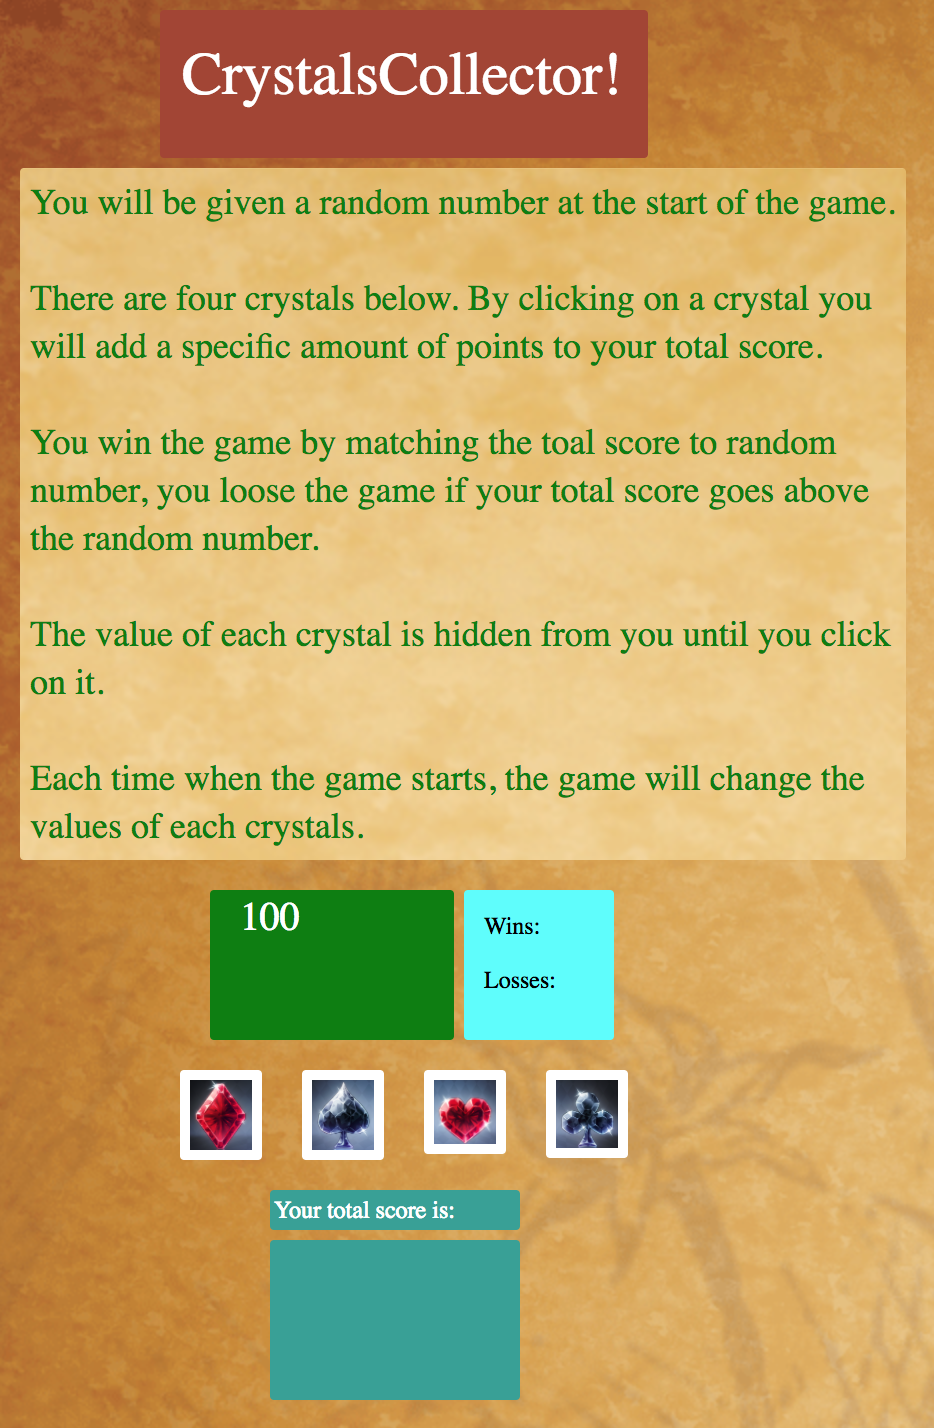 CrystalsCollector!
You will be given a random number at the start of the game.
There are four crystals below. By clicking on a crystal you
will add a specific amount of points to your total score.
You win the game by matching the toal score to random
number, you loose the game if your total score goes above
the random number.
The value of each crystal is hidden from you until you click
on it.
Each time when the game starts, the game will change the
values of each crystals.
100
Wins:
Losses:
Your total score is: